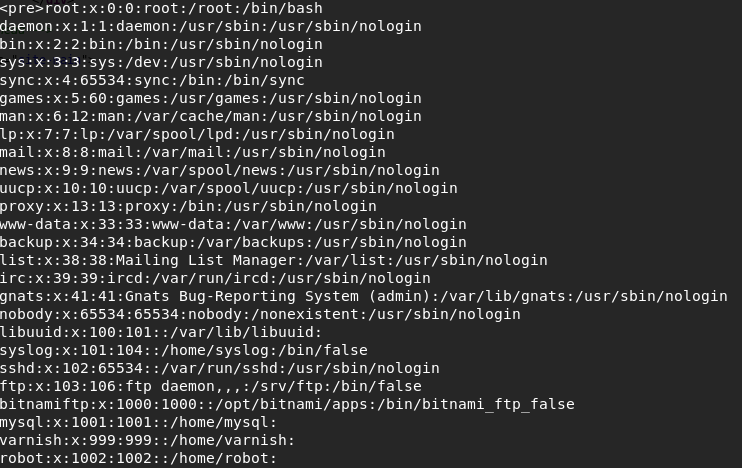 <pre>root:x:0:0:root:/root:/bin/bash
daemon:x:1:1:daemon:/usr/sbin:/usr/sbin/nologin
bin:x:2:2:bin:/bin:/usr/sbin/nologin
sys:x:3:3:sys:/dev:/usr/sbin/nologin
sync:x:4:65534:sync:/bin:/bin/sync
games:x:5:60:games:/usr/games:/usr/sbin/nologin
man:x:6:12:man:/var/cache/man:/usr/sbin/nologin
lp:x:7:7:lp:/var/spool/lpd:/usr/sbin/nologin
mail:x:8:8:mail:/var/mail:/usr/sbin/nologin
news:x:9:9:news:/var/spool/news:/usr/sbin/nologin
uucp:x:10:10:uucp:/var/spool/uucp:/usr/sbin/nologin
proxy:x:13:13:proxy:/bin:/usr/sbin/nologin
www-data:x:33:33:www-data:/var/www:/usr/sbin/nologin
backup:x:34:34:backup:/var/backups:/usr/sbin/nologin
list:x:38:38:Mailing List Manager:/var/list:/usr/sbin/nologin
irc:x:39:39:ircd:/var/run/ircd:/usr/sbin/nologin
gnats:x:41:41:Gnats Bug-Reporting System (admin):/var/lib/gnats:/usr/sbin/nologin
nobody:x:65534:65534:nobody:/nonexistent:/usr/sbin/nologin
libuuid:x:100:101::/var/lib/libuuid:
syslog:x:101:104::/home/syslog:/bin/false
sshd:x:102:65534::/var/run/sshd:/usr/sbin/nologin
ftp:x:103:106:ftp daemon,,,:/srv/ftp:/bin/false
bitnamiftp:x:1000:1000::/opt/bitnami/apps:/bin/bitnami_ftp_false
mysql:x:1001:1001::/home/mysql:
varnish:x:999:999::/home/varnish:
robot:x:1002:1002::/home/robot: